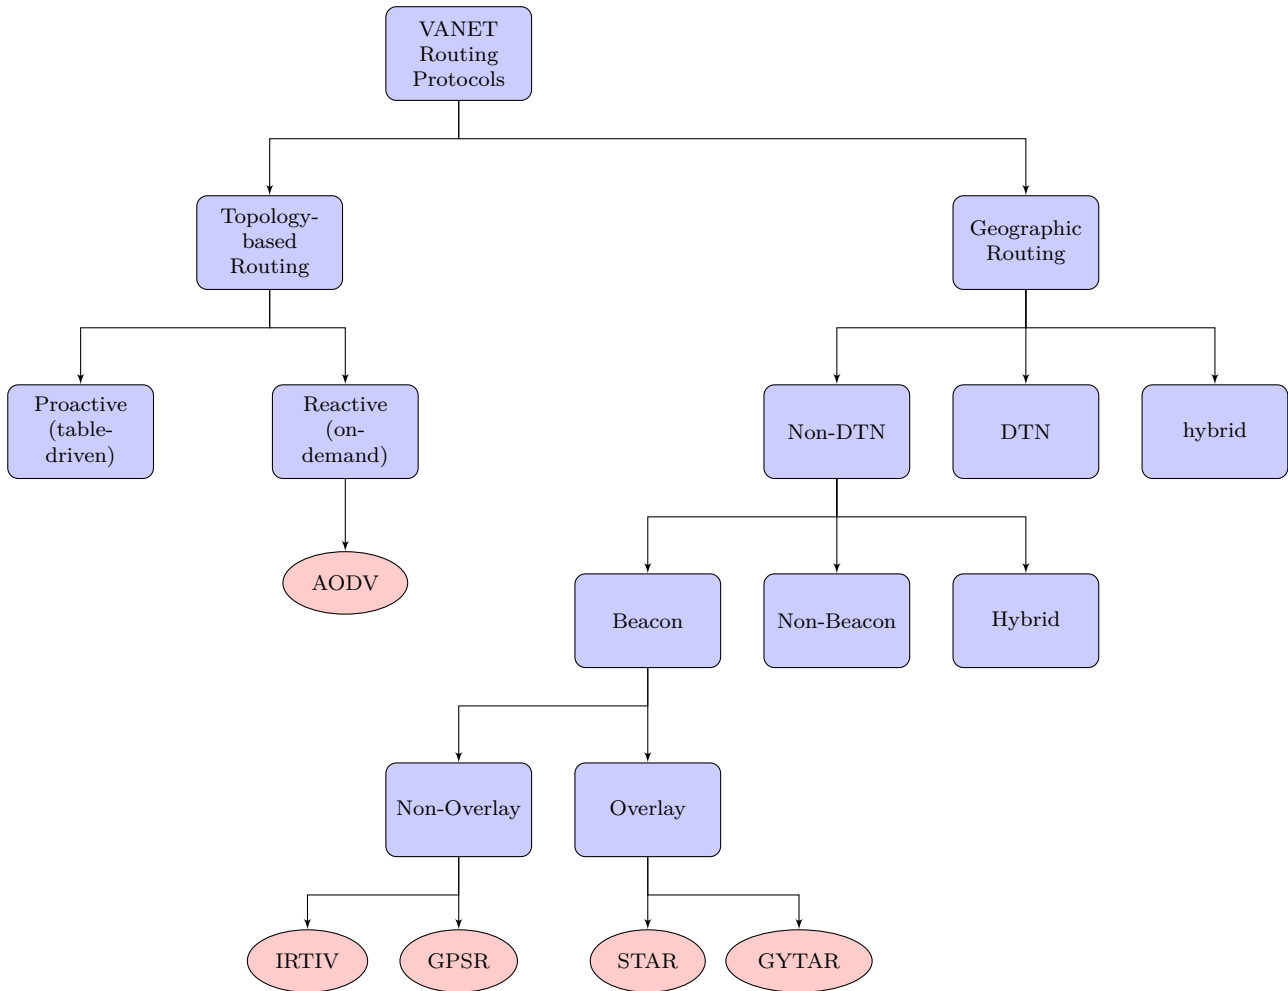 VANET
Routing
Protocols
Topology-
based
Routing
Geographic
Routing
Proactive
(table-
driven)
Reactive
(on-
demand)
Non-DTN
DTN
hybrid
AODV
Beacon
Non-Beacon
Hybrid
Non-Overlay
Overlay
IRTIV
GPSR
STAR
GYTAR